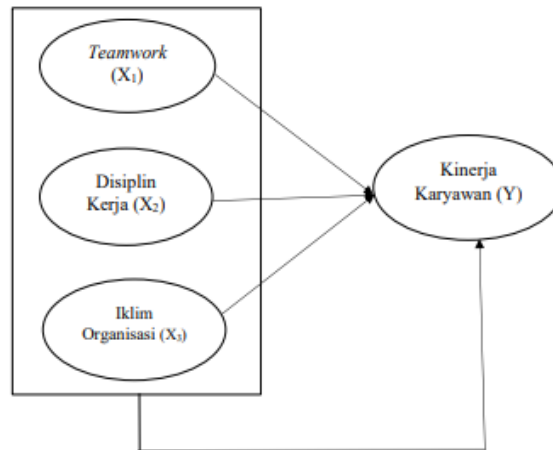 Teamwork
(X₁)
Disiplin
Kerja (X₂)
Iklim
Organisasi (X₃)
Kinerja
Karyawan (Y)